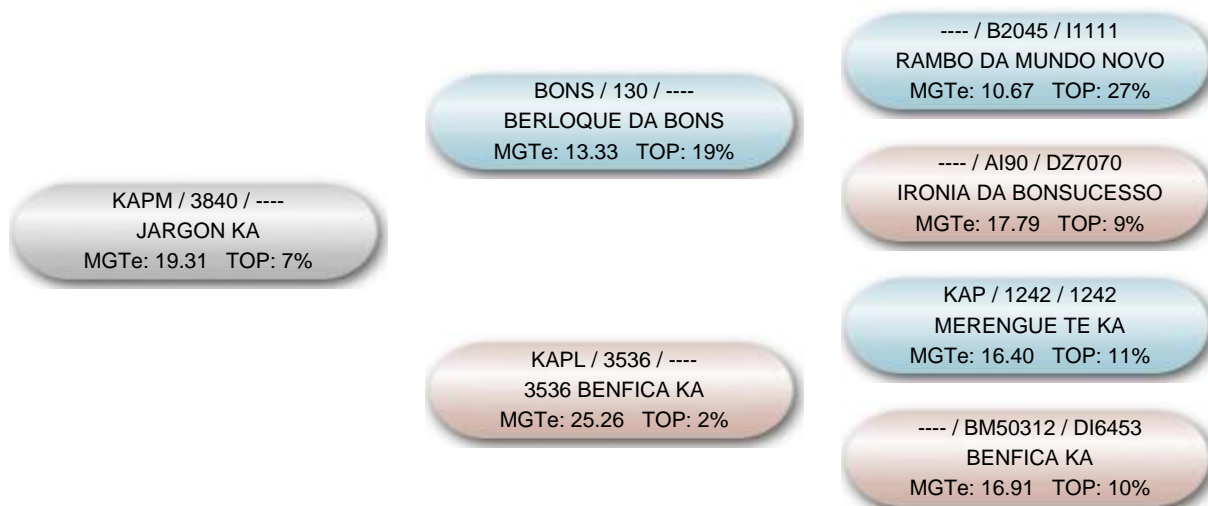 KAPM / 3840 / ----
JARGON KA
MGTe: 19.31 TOP: 7%
BONS / 130 / ----
BERLOQUE DA BONS
MGTe: 13.33 TOP: 19%
KAPL / 3536 / ----
3536 BENFICA KA
MGTe: 25.26 TOP: 2%
---- / B2045 / I1111
RAMBO DA MUNDO NOVO
MGTe: 10.67 TOP: 27%
---- / AI90 / DZ7070
IRONIA DA BONSUCESSO
MGTe: 17.79 TOP: 9%
KAP / 1242 / 1242
MERENGUE TE KA
MGTe: 16.40 TOP: 11%
---- / BM50312 / DI6453
BENFICA KA
MGTe: 16.91 TOP: 10%